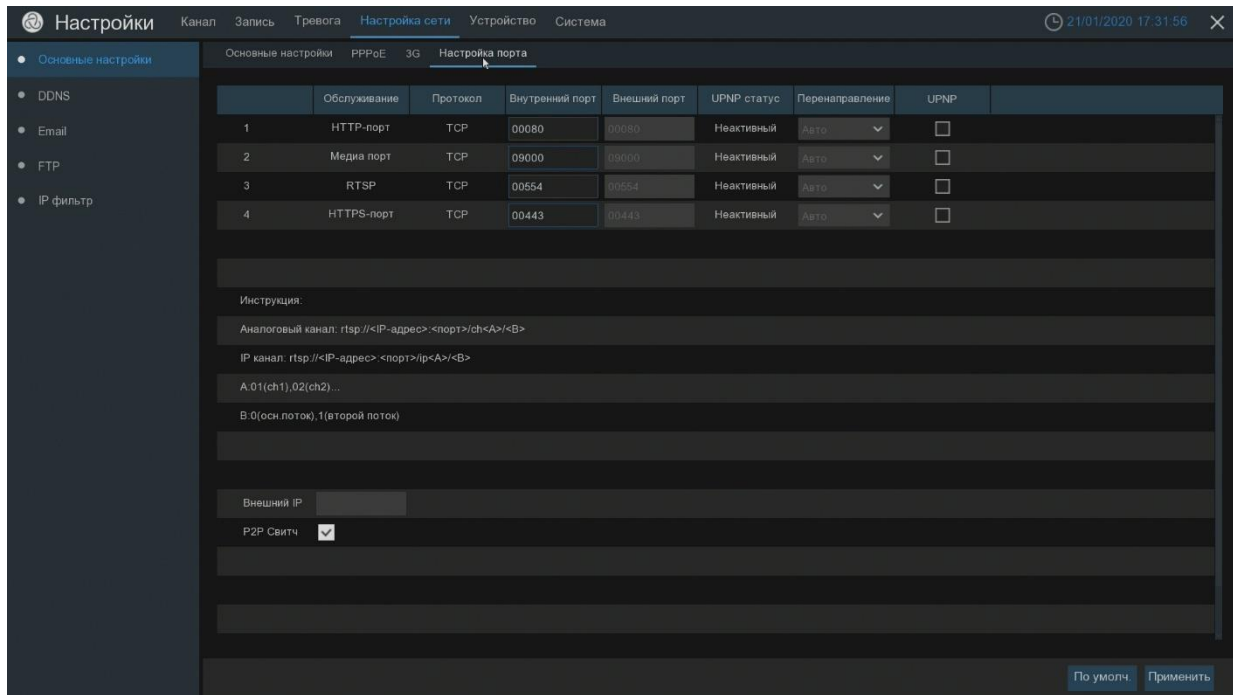 Настройки Канал Запись Тревога Настройка сети Устройство Система 21/01/2020 17:31:56
Основные настройки
DDNS
Email
FTP
IP фильтр
Основные настройки PPPoE 3G Настройка порта
Обслуживание Протокол Внутренний порт Внешний порт UPNP статус Перенаправление UPNP
1 HTTP-порт TCP 00080 00080 Неактивный Авто
2 Медиа порт TCP 09000 09000 Неактивный Авто
3 RTSP TCP 00554 00554 Неактивный Авто
4 HTTPS-порт TCP 00443 00443 Неактивный Авто
Инструкция:
Аналоговый канал: rtsp://<IP-адрес>:<порт>/ch<A>/<B>
IP канал: rtsp://<IP-адрес>:<порт>/ip<A>/<B>
A:01(ch1),02(ch2)...
B:0(осн.поток),1(второй поток)
Внешний IP
P2P Свитч
По умолч. Применить